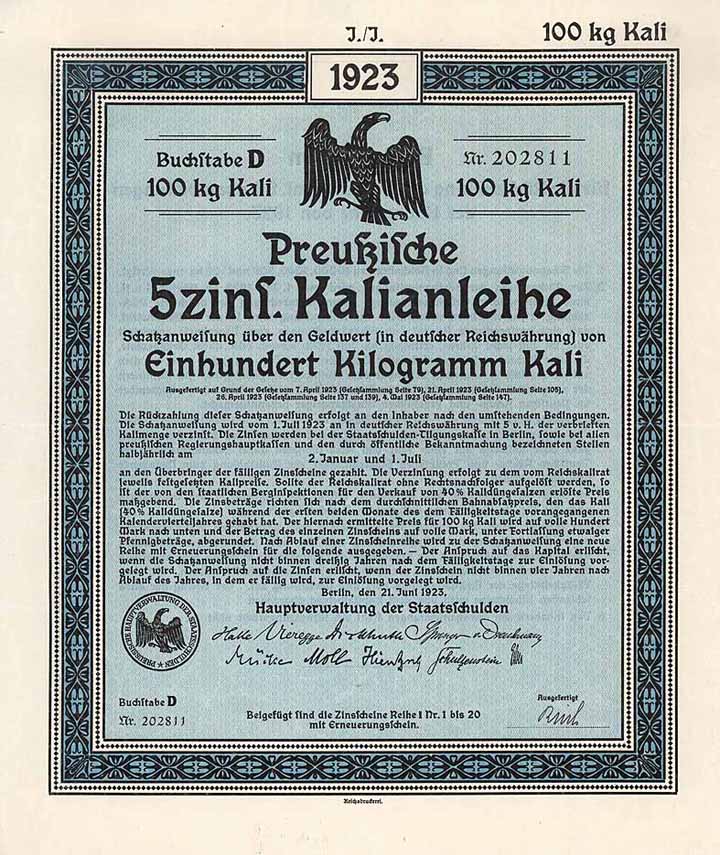 J./J.
100 kg Kali
1923
Buchstabe D
100 kg Kali
Nr. 202811
100 kg Kali
Preußische
5zins. Kalianleihe
Schatzanweisung über den Geldwert (in deutscher Reichswährung) von
Einhundert Kilogramm Kali
Ausgefertigt auf Grund der Gesetze vom 7. April 1923 (Gesetzsammlung Seite 79), 21. April 1923 (Gesetzsammlung Seite 105),
26. April 1923 (Gesetzsammlung Seite 137 und 139), 4. Mai 1923 (Gesetzsammlung Seite 147).
Die Rückzahlung dieser Schatzanweisung erfolgt an den Inhaber nach den umstehenden Bedingungen.
Die Schatzanweisung wird vom 1. Juli 1923 an in deutscher Reichswährung mit 5 v. H. der verbrieften
Kalimenge verzinst. Die Zinsen werden bei der Staatsschulden-Tilgungskasse in Berlin, sowie bei allen
preußischen Regierungshauptkassen und den durch öffentliche Bekanntmachung bezeichneten Stellen
halbjährlich am
2. Januar und 1. Juli
an den Überbringer der fälligen Zinsscheine gezahlt. Die Verzinsung erfolgt zu dem vom Reichskalirat
jeweils festgesetzten Kalipreise. Sollte der Reichskalirat ohne Rechtsnachfolger aufgelöst werden, so
ist der von den staatlichen Berginspektionen für den Verkauf von 40% Kalidüngesalzen erlöste Preis
maßgebend. Die Zinsbeträge richten sich nach dem durchschnittlichen Bahnabsatzpreis, den das Kali
(40% Kalidüngesalze) während der ersten beiden Monate des dem Fälligkeitstage vorangegangenen
Kalendervierteljahres gehabt hat. Der hiernach ermittelte Preis für 100 kg Kali wird auf volle Hundert
Mark nach unten und der Betrag des einzelnen Zinsscheins auf volle Mark, unter Fortlassung etwaiger
Pfennigbeträge, abgerundet. Nach Ablauf einer Zinsscheinreihe wird zu der Schatzanweisung eine neue
Reihe mit Erneuerungsschein für die folgende ausgegeben. — Der Anspruch auf das Kapital erlischt,
wenn die Schatzanweisung nicht binnen dreißig Jahren nach dem Fälligkeitstage zur Einlösung vor-
gelegt wird. Der Anspruch auf die Zinsen erlischt, wenn der Zinsschein nicht binnen vier Jahren nach
Ablauf des Jahres, in dem er fällig wird, zur Einlösung vorgelegt wird.
Berlin, den 21. Juni 1923.
Hauptverwaltung der Staatsschulden
PREUSSISCHE HAUPTVERWALTUNG DER STAATSSCHULDEN
Halle Vieregge Springer v. Drachmann
Mücke Moll
Buchstabe D
Nr. 202811
Beigefügt sind die Zinsscheine Reihe 1 Nr. 1 bis 20
mit Erneuerungsschein.
Ausgefertigt
Reichsdruckerei.